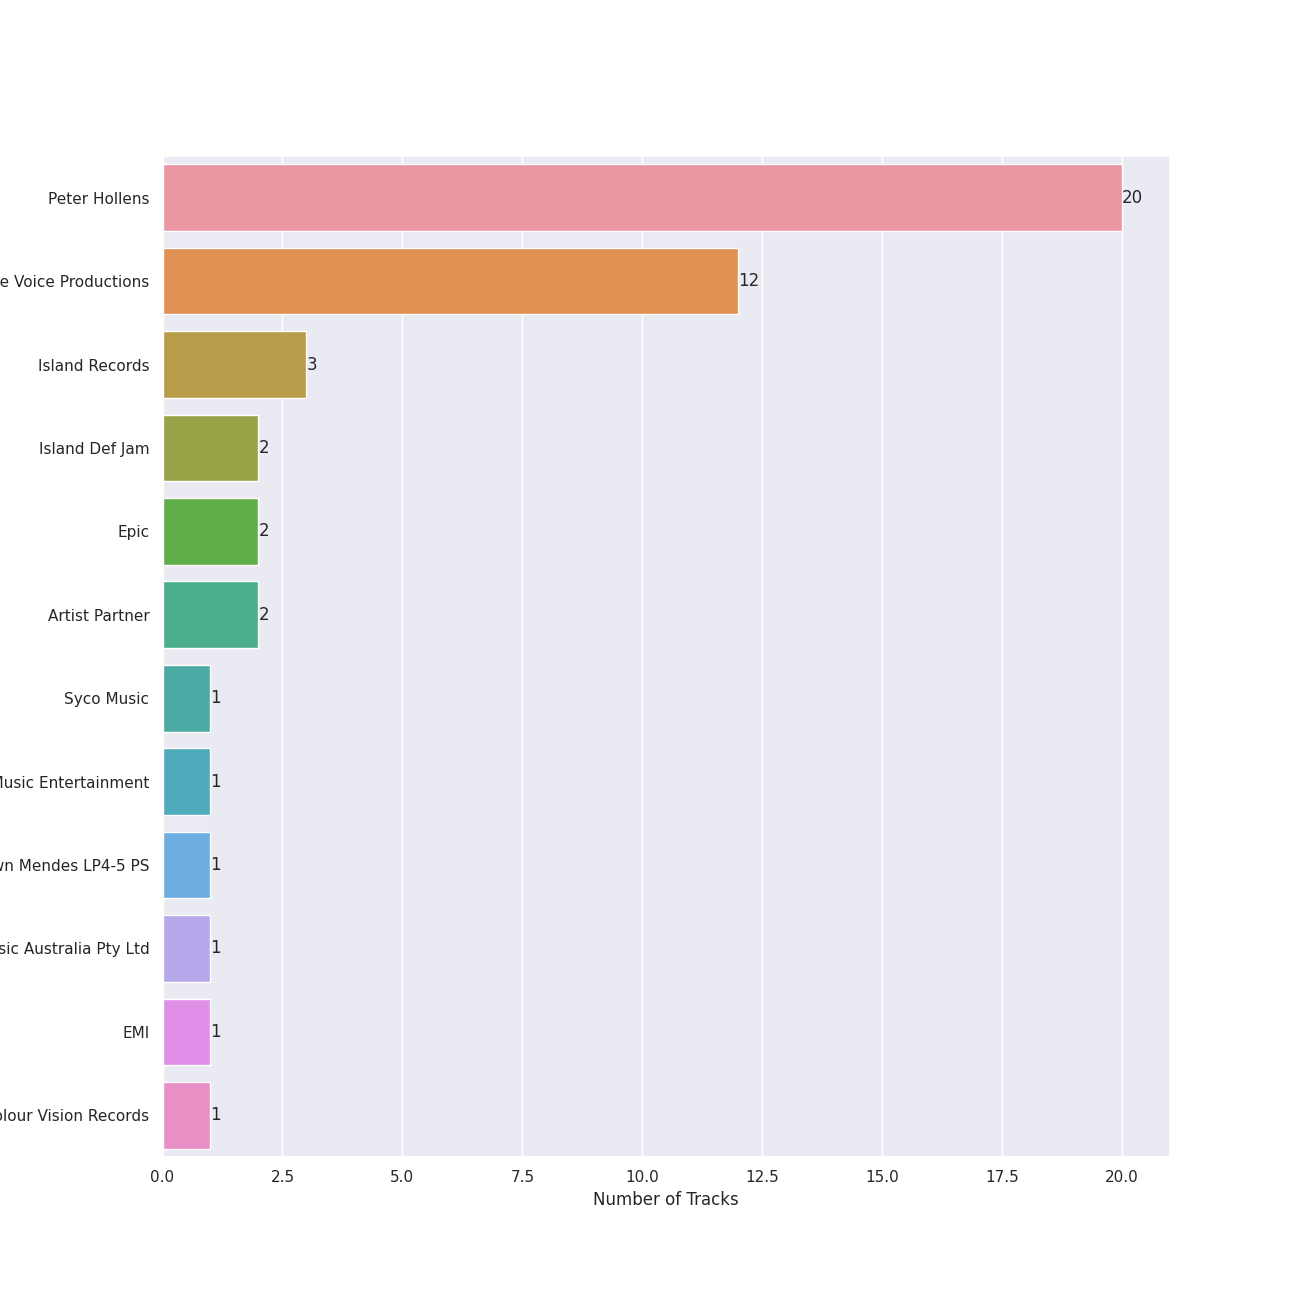 Peter Hollens 20
Voice Productions 12
Island Records 3
Island Def Jam 2
Epic 2
Artist Partner 2
Syco Music 1
Music Entertainment 1
Mendes LP4-5 PS 1
Australia Pty Ltd 1
EMI 1
Vision Records 1
0.0 2.5 5.0 7.5 10.0 12.5 15.0 17.5 20.0
Number of Tracks